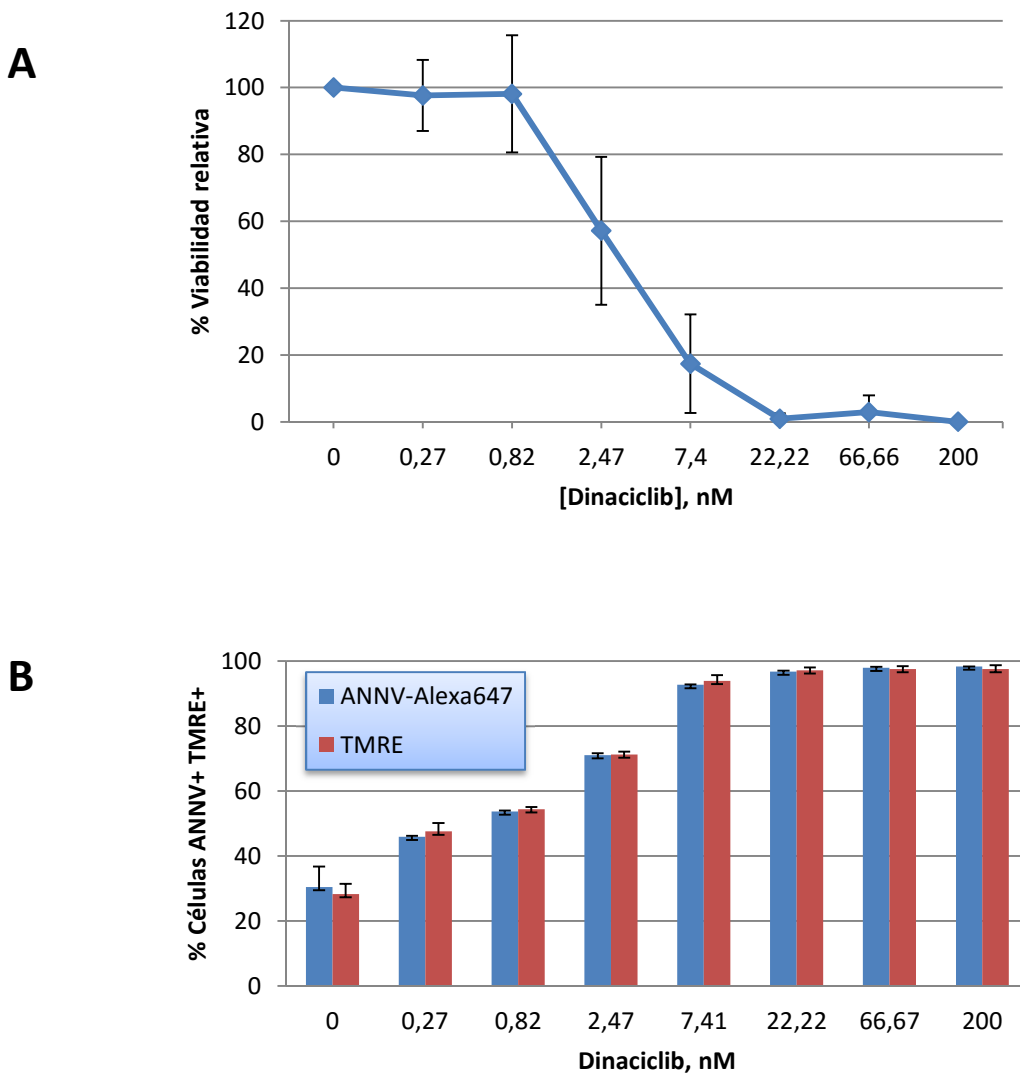 A
% Viabilidad relativa
120
100
80
60
40
20
0
0 0,27 0,82 2,47 7,4 22,22 66,66 200
[Dinaciclib], nM
B
% Células ANNV+ TMRE+
100
80
60
40
20
0
ANNV-Alexa647
TMRE
0 0,27 0,82 2,47 7,41 22,22 66,67 200
Dinaciclib, nM